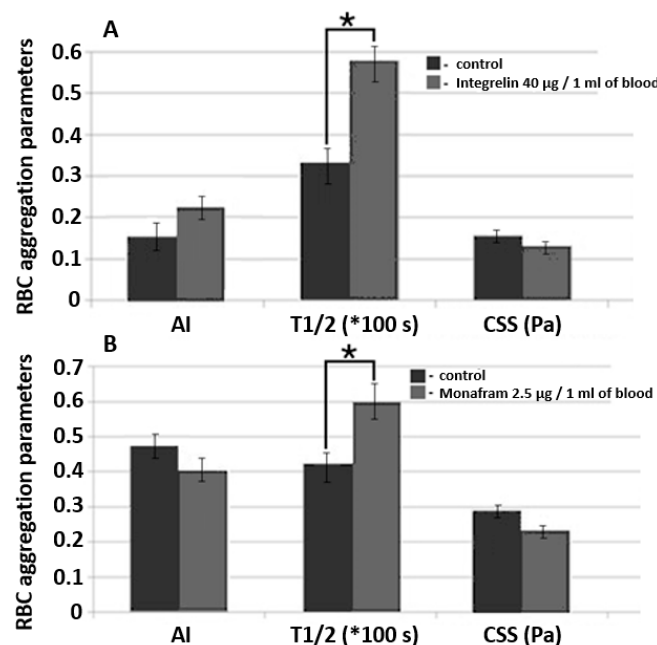 A
*
- control
- Integrelin 40 µg / 1 ml of blood
RBC aggregation parameters
0.6
0.5
0.4
0.3
0.2
0.1
0
AI T1/2 (*100 s) CSS (Pa)
B
*
- control
- Monafram 2.5 µg / 1 ml of blood
RBC aggregation parameters
0.7
0.6
0.5
0.4
0.3
0.2
0.1
0
AI T1/2 (*100 s) CSS (Pa)